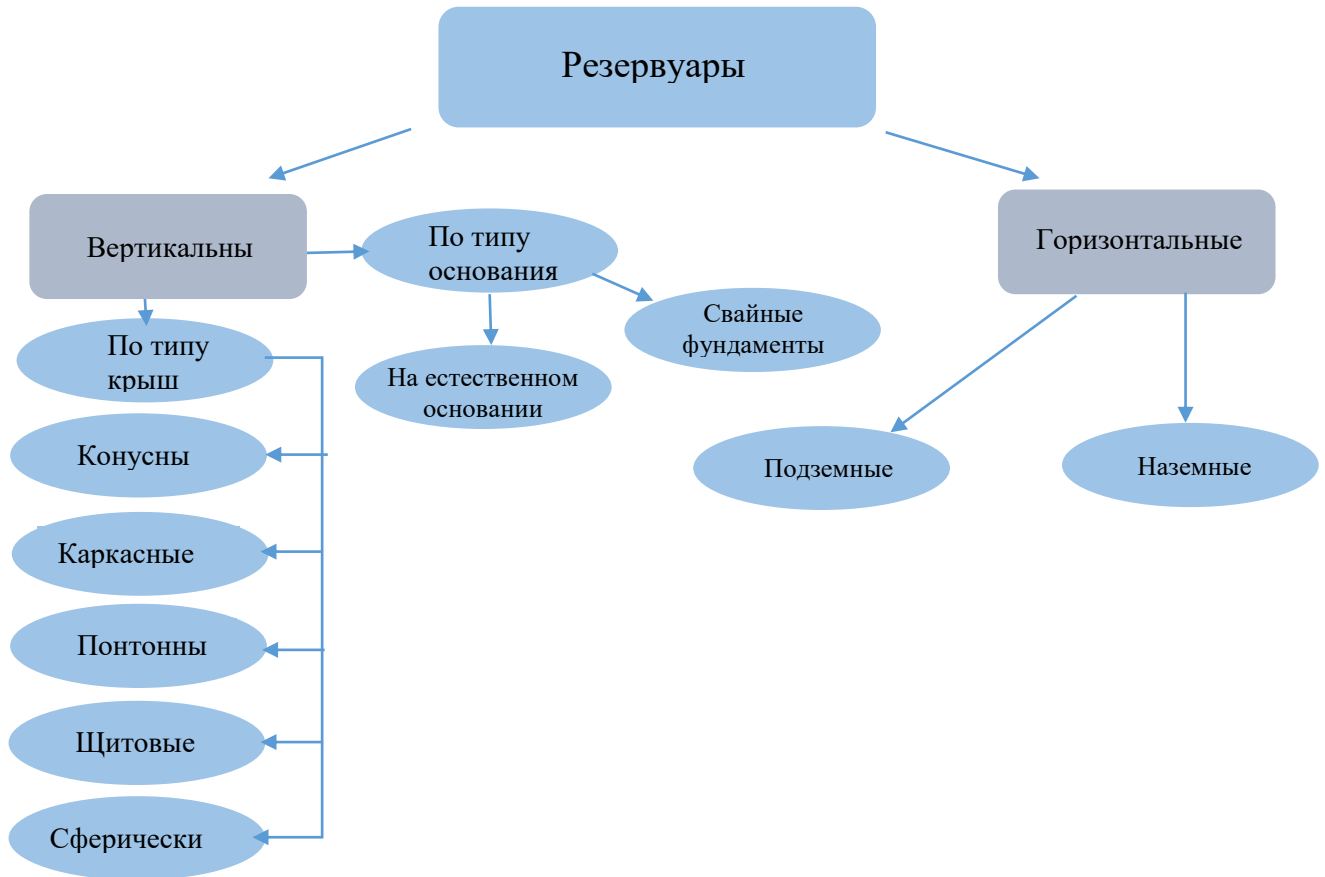 Резервуары
Вертикальны
По типу
основания
Горизонтальные
Свайные
фундаменты
По типу
крыш
На естественном
основании
Конусны
Подземные
Наземные
Каркасные
Понтонны
Щитовые
Сферически